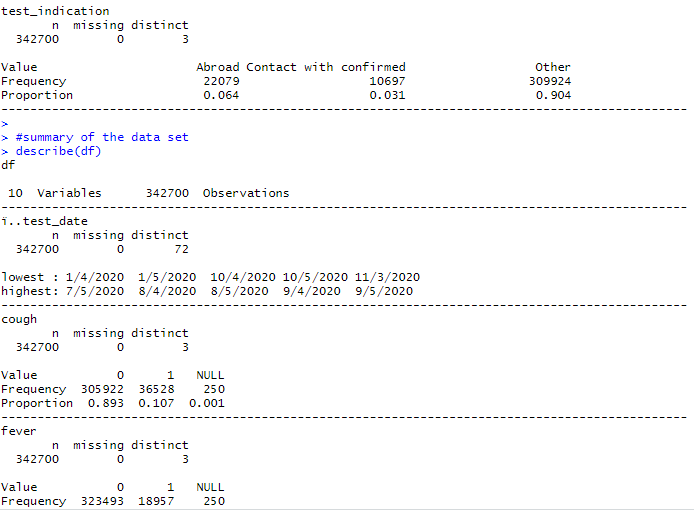 test_indication
       n  missing distinct
  342700        0        3

Value                      Abroad Contact with confirmed                  Other
Frequency                   22079                  10697                 309924
Proportion                  0.064                  0.031                  0.904
--------------------------------------------------------------------------------
>
> #summary of the data set
> describe(df)
df

 10  Variables      342700  Observations
--------------------------------------------------------------------------------
ï..test_date
       n  missing distinct
  342700        0       72

lowest : 1/4/2020  1/5/2020  10/4/2020 10/5/2020 11/3/2020
highest: 7/5/2020  8/4/2020  8/5/2020  9/4/2020  9/5/2020
--------------------------------------------------------------------------------
cough
       n  missing distinct
  342700        0        3

Value           0      1   NULL
Frequency  305922  36528    250
Proportion  0.893  0.107  0.001
--------------------------------------------------------------------------------
fever
       n  missing distinct
  342700        0        3

Value           0      1   NULL
Frequency  323493  18957    250